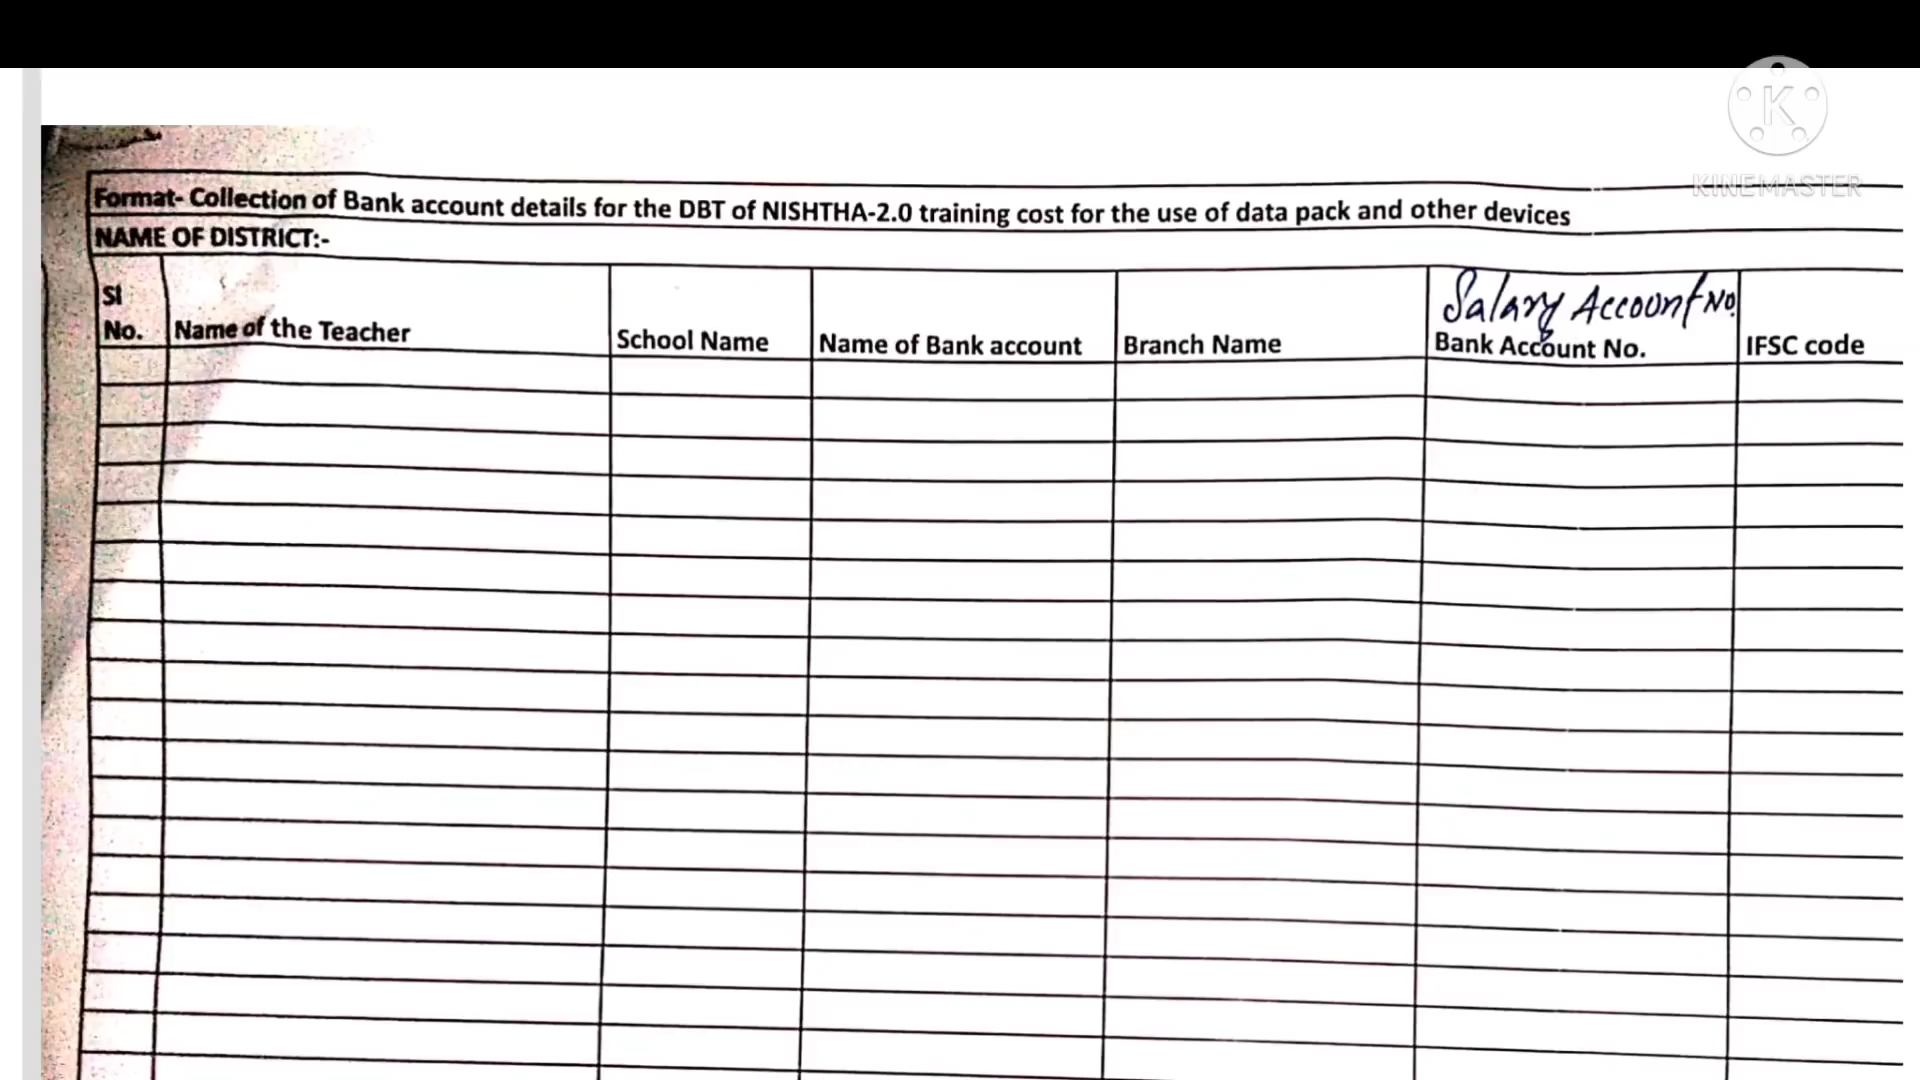 K
KINEMASTER
Format- Collection of Bank account details for the DBT of NISHTHA-2.0 training cost for the use of data pack and other devices
NAME OF DISTRICT:-
Salary Account No.
Sl No. Name of the Teacher School Name Name of Bank account Branch Name Bank Account No. IFSC code